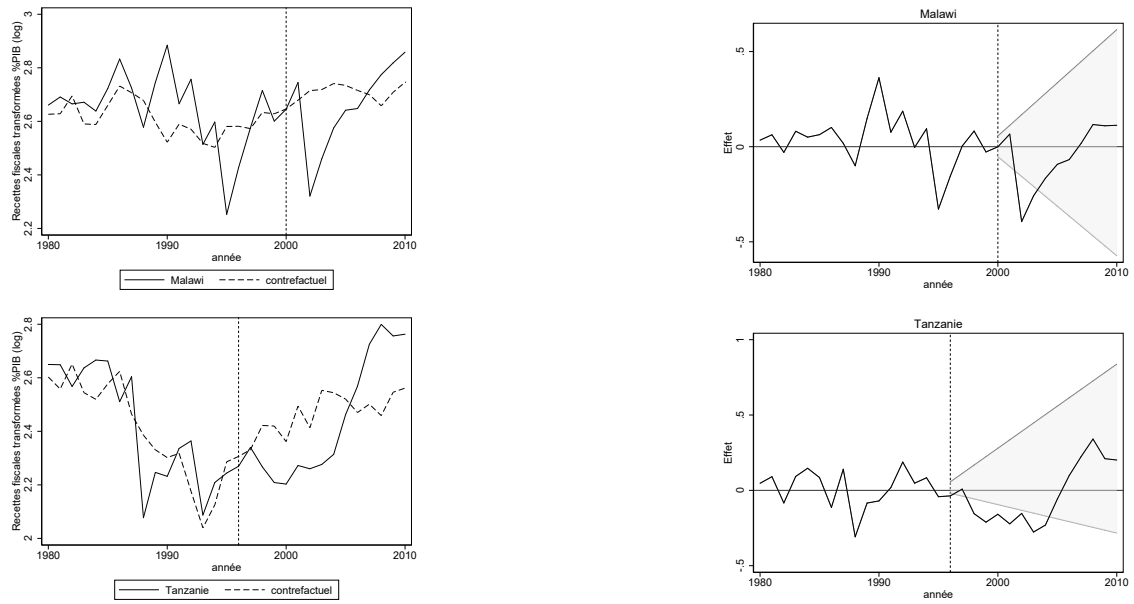 Recettes fiscales transformées %PIB (log)
3
2.8
2.6
2.4
2.2
1980 1990 2000 2010
année
Malawi contrefactuel
Malawi
Effet
.5
0
-.5
1980 1990 2000 2010
année
Recettes fiscales transformées %PIB (log)
2.8
2.6
2.4
2.2
2
1980 1990 2000 2010
année
Tanzanie contrefactuel
Tanzanie
Effet
1
.5
0
-.5
1980 1990 2000 2010
année